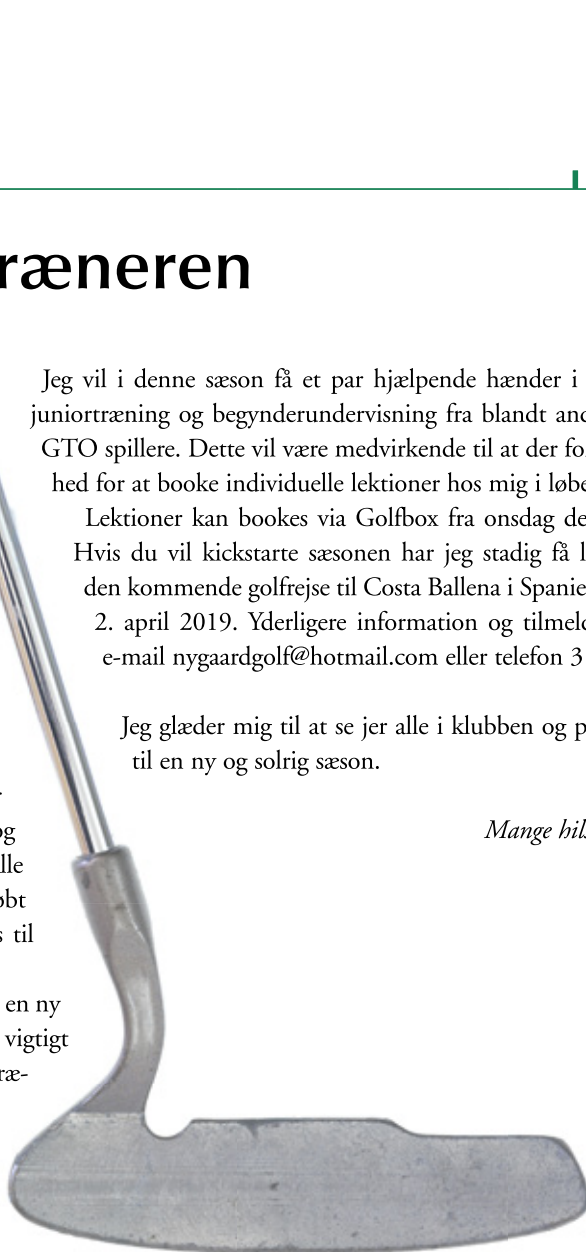 ræneren
Jeg vil i denne sæson få et par hjælpende hænder i
juniortræning og begynderundervisning fra blandt and
GTO spillere. Dette vil være medvirkende til at der fo
hed for at booke individuelle lektioner hos mig i løbe
Lektioner kan bookes via Golfbox fra onsdag de
Hvis du vil kickstarte sæsonen har jeg stadig få l
den kommende golfrejse til Costa Ballena i Spanie
2. april 2019. Yderligere information og tilmeld
e-mail nygaardgolf@hotmail.com eller telefon 3
Jeg glæder mig til at se jer alle i klubben og p
til en ny og solrig sæson.
Mange hils
og
lle
øbt
s til
en ny
vigtigt
ræ-